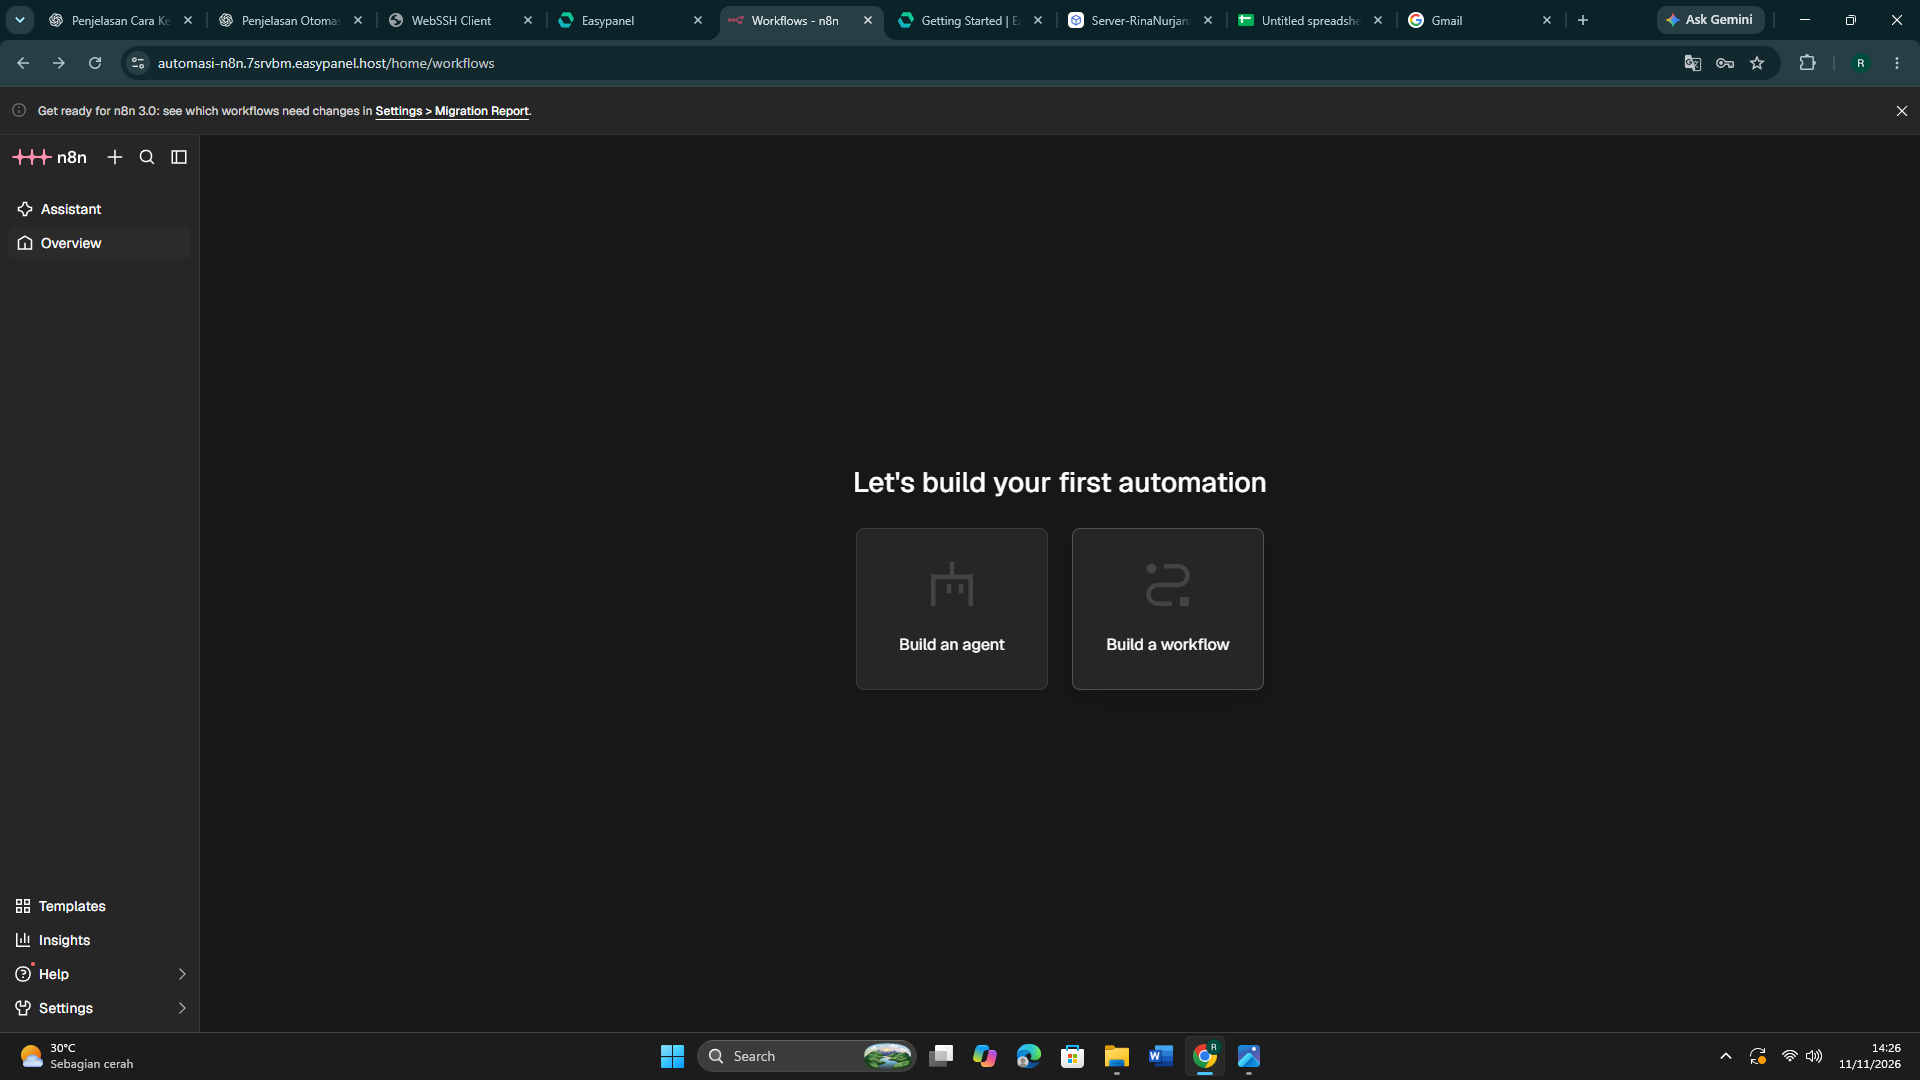 Penjelasan Cara Ke
Penjelasan Otomas
WebSSH Client
Easypanel
Workflows - n8n
Getting Started | Ea
Server-RinaNurjana
Untitled spreadshe
Gmail
Ask Gemini
automasi-n8n.7srvbm.easypanel.host/home/workflows
R
Get ready for n8n 3.0: see which workflows need changes in Settings > Migration Report.
n8n
Assistant
Overview
Let's build your first automation
Build an agent
Build a workflow
Templates
Insights
Help
Settings
30°C
Sebagian cerah
Search
R
14:26
11/11/2026